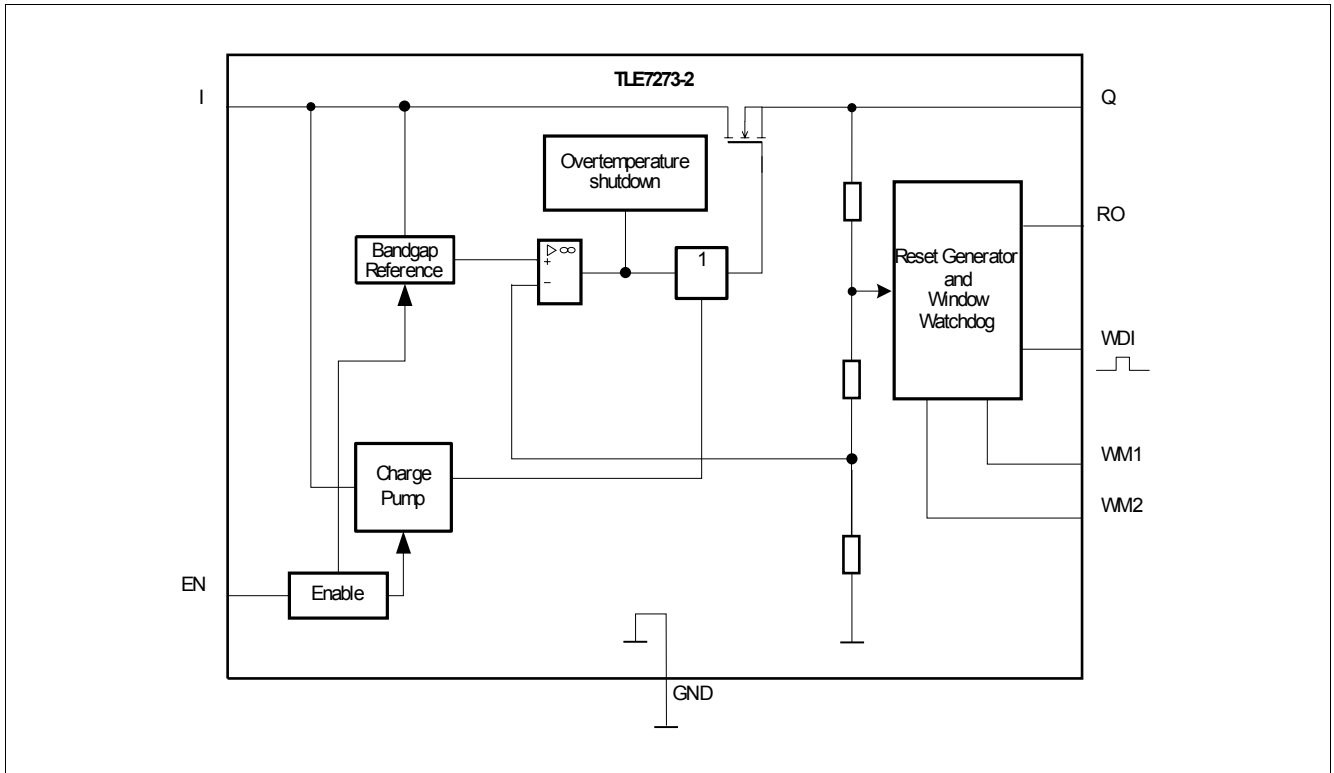 TLE7273-2
I
Q
Overtemperature
shutdown
RO
Bandgap
Reference
▷∞
+
−
1
Reset Generator
and
Window
Watchdog
WDI
Charge
Pump
WM1
WM2
EN
Enable
GND